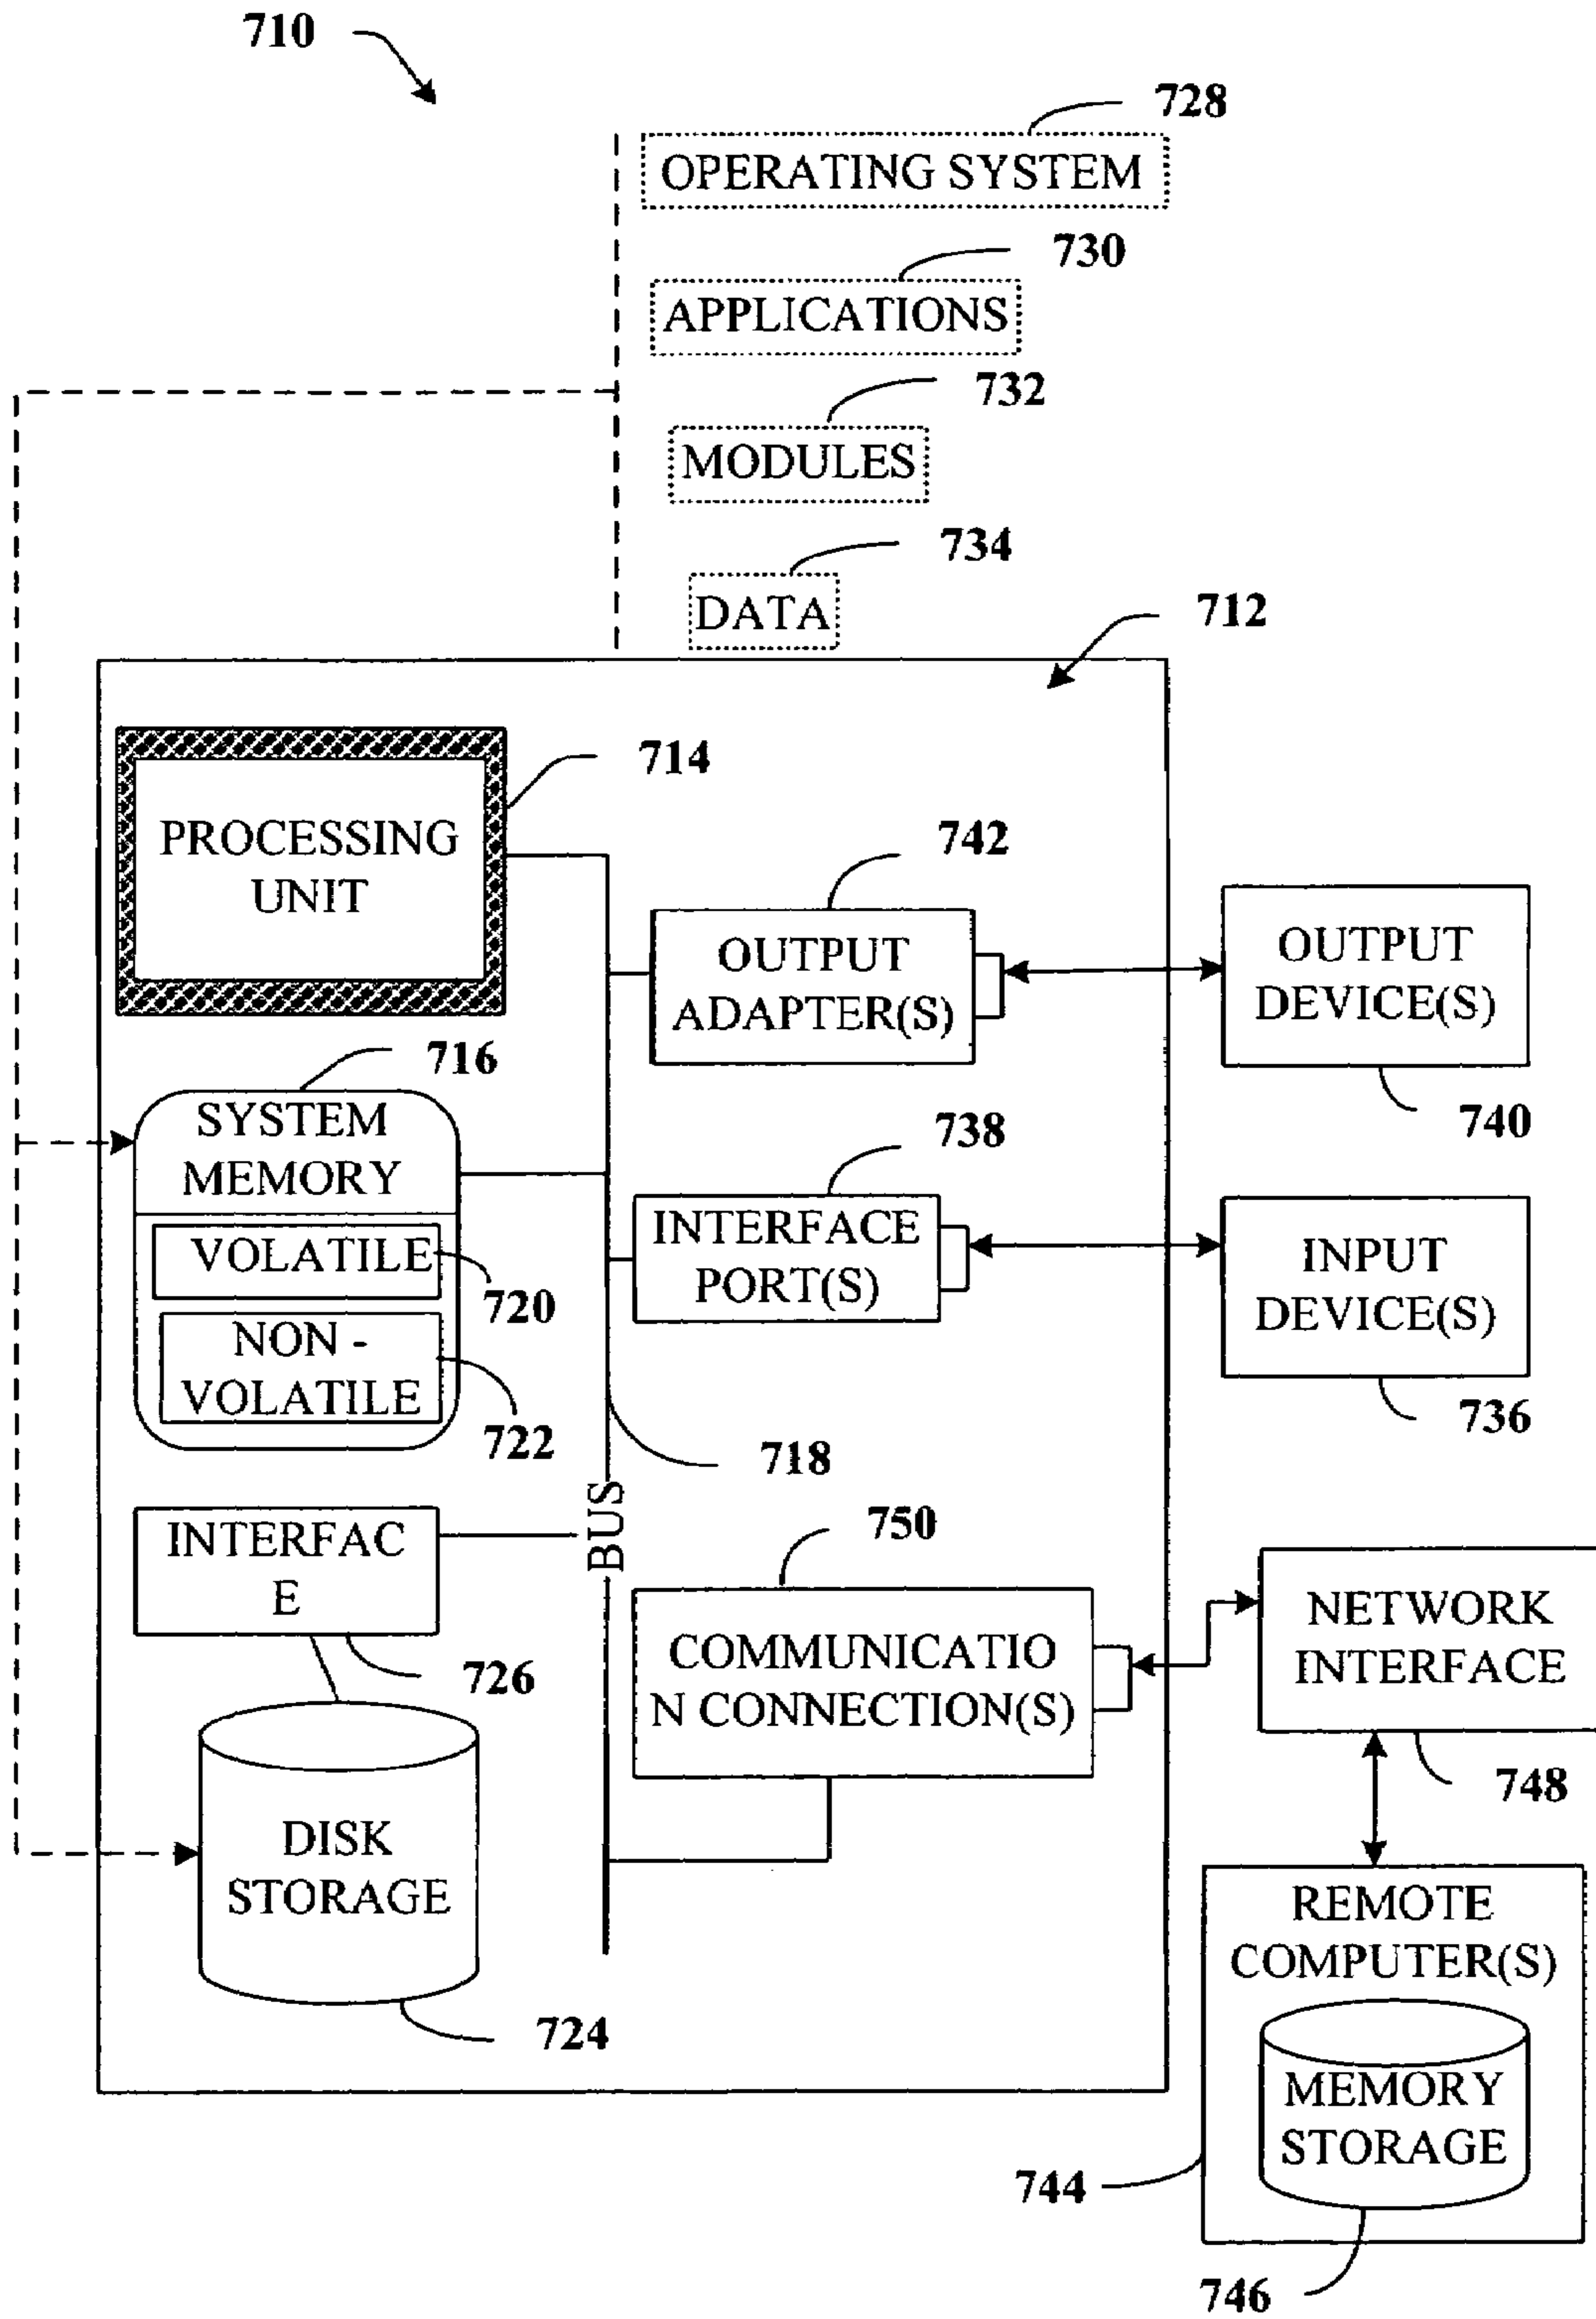 710
728
OPERATING SYSTEM
730
APPLICATIONS
732
MODULES
734
DATA
712
714
PROCESSING
UNIT
742
OUTPUT
ADAPTER(S)
OUTPUT
DEVICE(S)
740
716
SYSTEM
MEMORY
VOLATILE
720
NON -
VOLATILE
722
738
INTERFACE
PORT(S)
INPUT
DEVICE(S)
736
718
BUS
INTERFAC
E
726
750
COMMUNICATIO
N CONNECTION(S)
NETWORK
INTERFACE
748
DISK
STORAGE
724
REMOTE
COMPUTER(S)
MEMORY
STORAGE
744
746